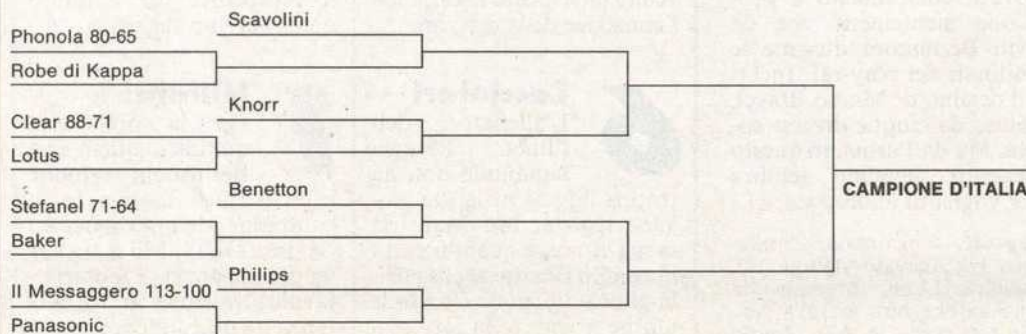 Scavolini
Phonola 80-65
Robe di Kappa
Knorr
Clear 88-71
Lotus
Benetton
Stefanel 71-64
Baker
CAMPIONE D'ITALIA
Philips
Il Messaggero 113-100
Panasonic